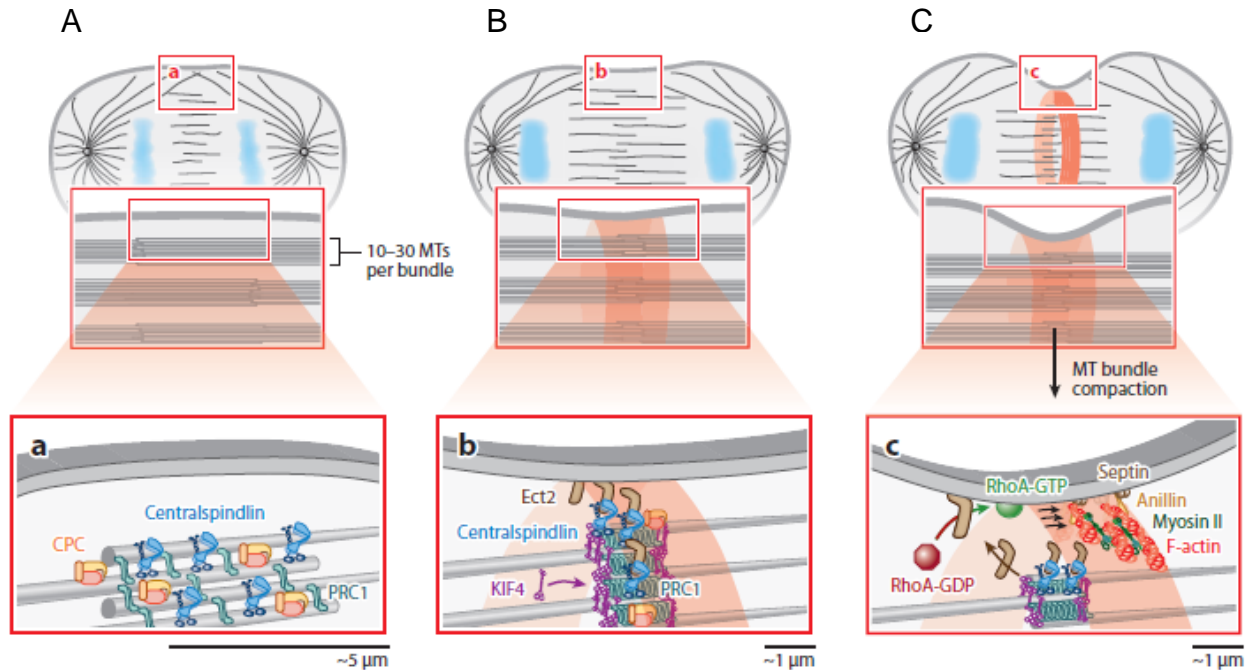 A
B
C
a
b
c
10–30 MTs
per bundle
MT bundle
compaction
a
Centralspindlin
CPC
PRC1
~5 µm
b
Ect2
Centralspindlin
KIF4
PRC1
~1 µm
c
Septin
RhoA-GTP
Anillin
Myosin II
F-actin
RhoA-GDP
~1 µm